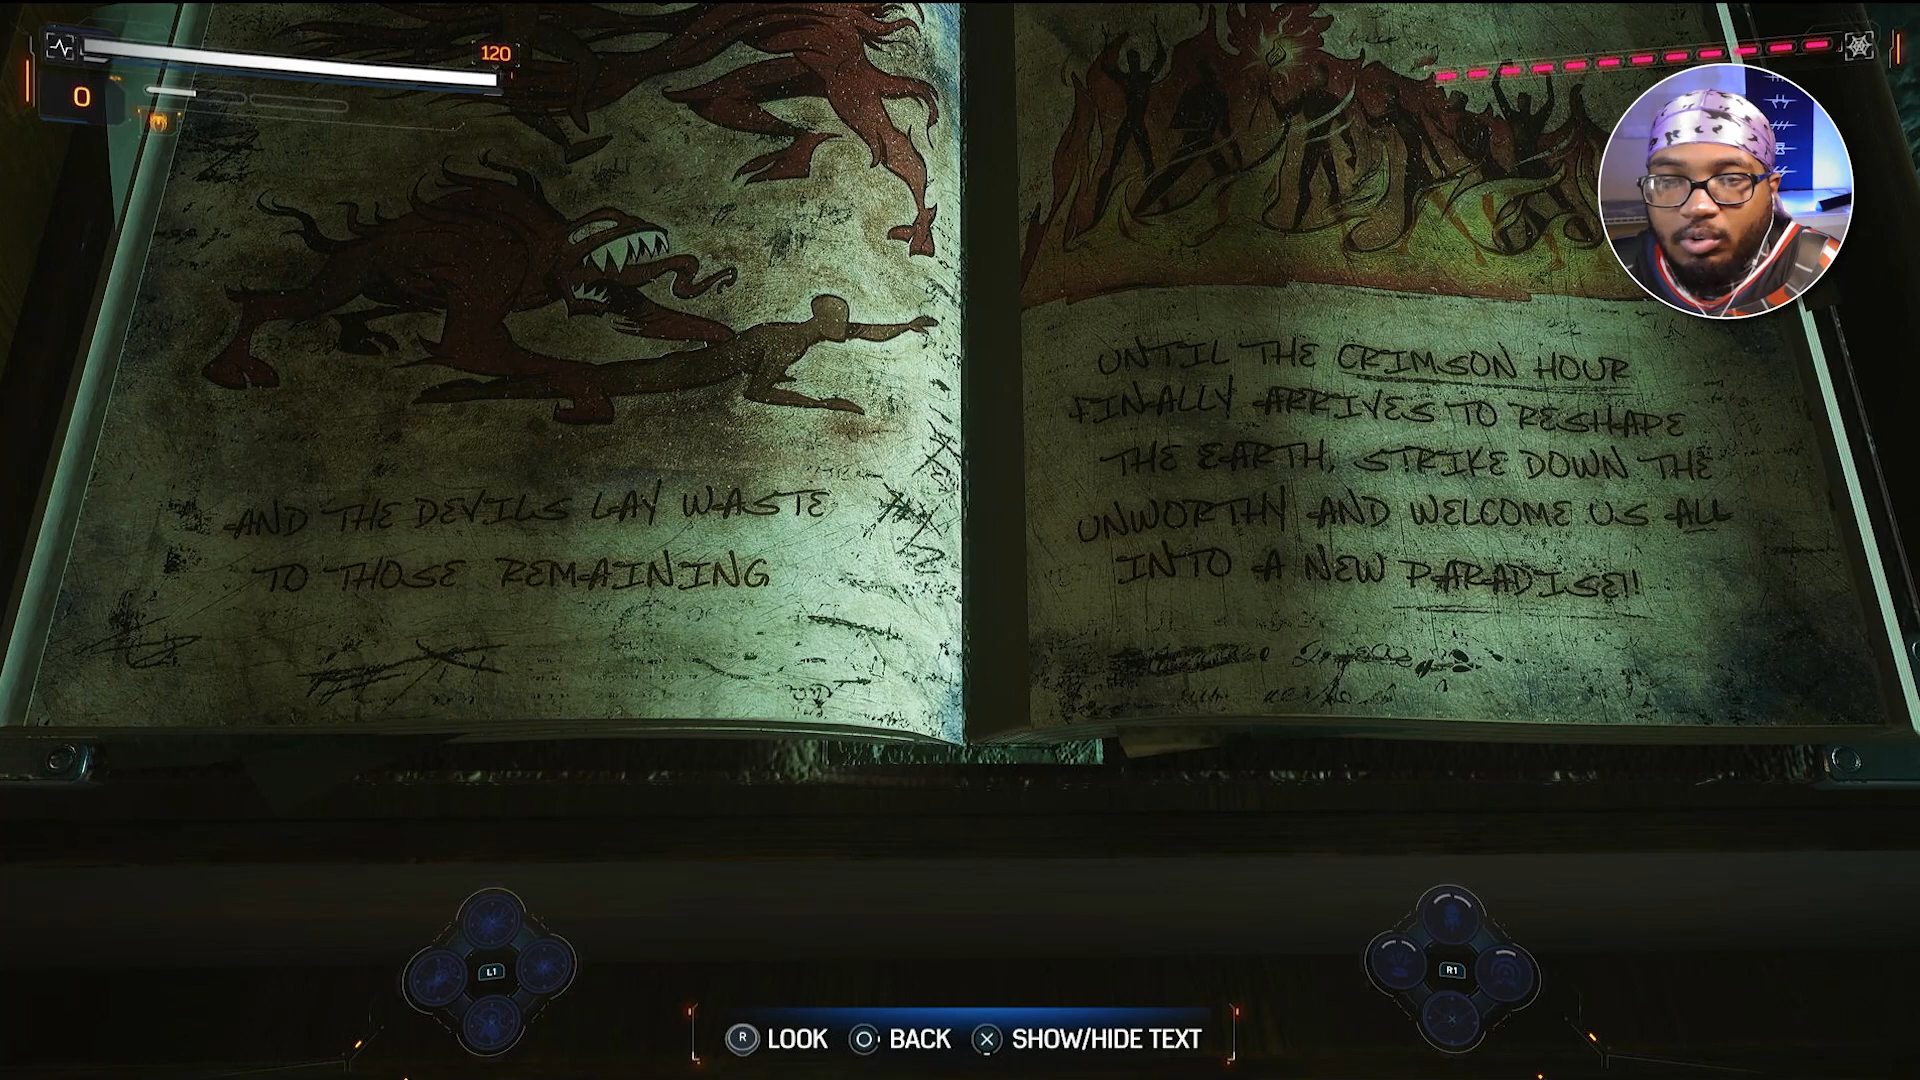 120
0
AND THE DEVILS LAY WASTE
TO THOSE REMAINING
UNTIL THE CRIMSON HOUR
FINALLY ARRIVES TO RESHAPE
THE EARTH, STRIKE DOWN THE
UNWORTHY AND WELCOME US ALL
INTO A NEW PARADISE!!
L1
R1
R LOOK BACK SHOW/HIDE TEXT